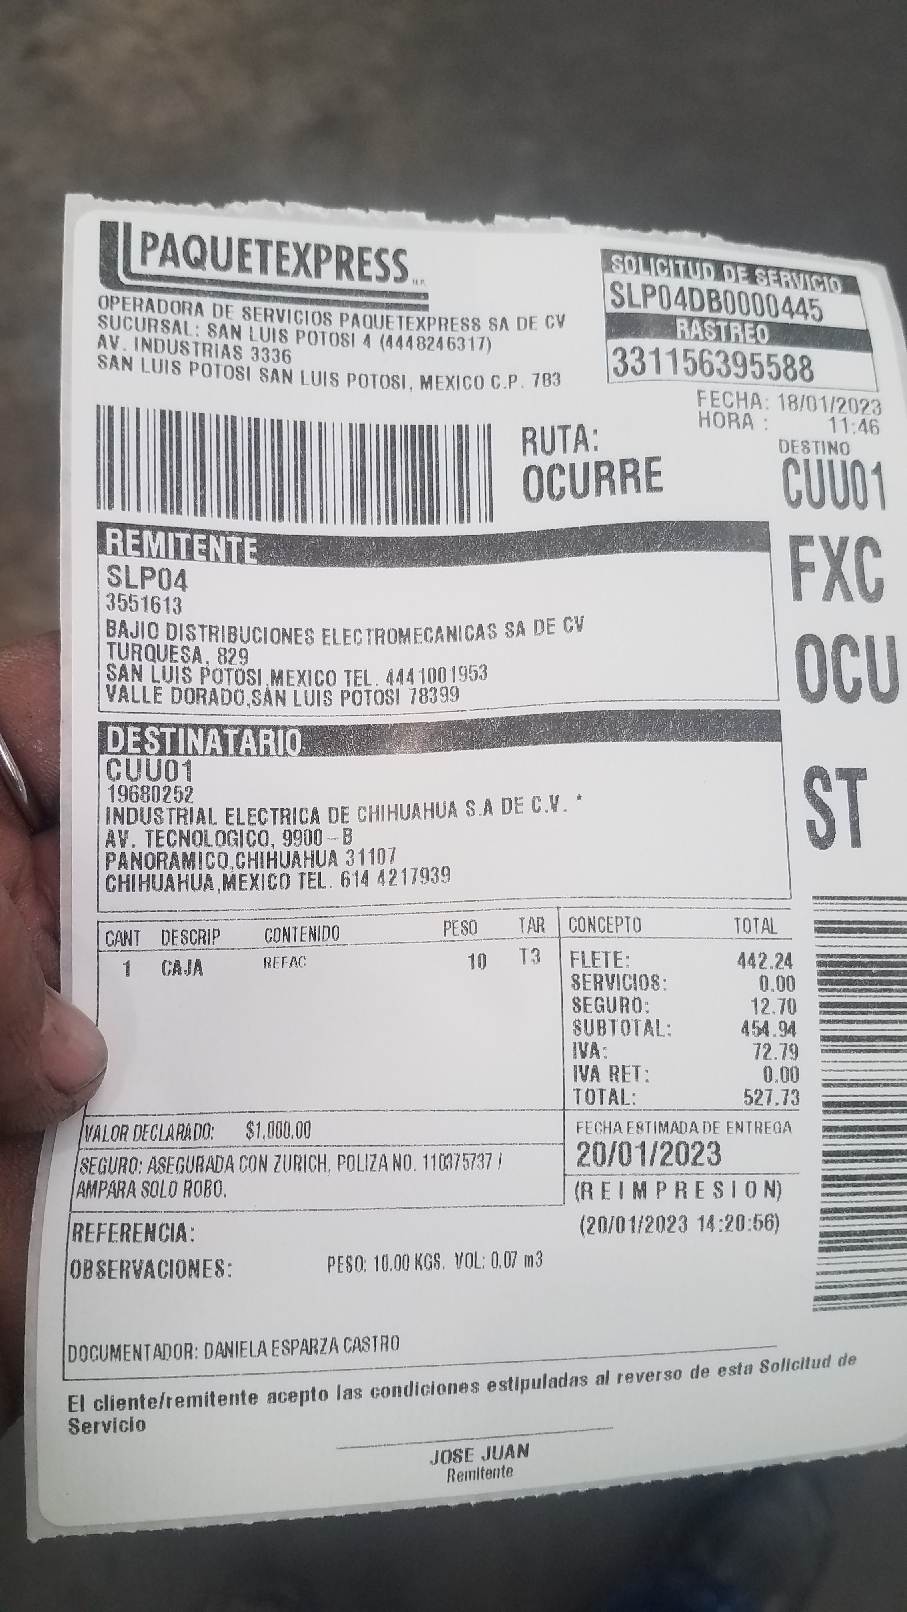 PAQUETEXPRESS
OPERADORA DE SERVICIOS PAQUETEXPRESS SA DE CV
SUCURSAL: SAN LUIS POTOSI 4 (4448246317)
AV. INDUSTRIAS 3336
SAN LUIS POTOSI SAN LUIS POTOSI, MEXICO C.P. 783
SOLICITUD DE SERVICIO
SLP04DB0000445
RASTREO
331156395588
FECHA: 18/01/2023
HORA : 11:46
RUTA:
OCURRE
DESTINO
CUU01
FXC
OCU
ST
REMITENTE
SLP04
3551613
BAJIO DISTRIBUCIONES ELECTROMECANICAS SA DE CV
TURQUESA, 829
SAN LUIS POTOSI,MEXICO TEL. 4441001953
VALLE DORADO,SAN LUIS POTOSI 78399
DESTINATARIO
CUU01
19680252
INDUSTRIAL ELECTRICA DE CHIHUAHUA S.A DE C.V. *
AV. TECNOLOGICO, 9900 - B
PANORAMICO,CHIHUAHUA 31107
CHIHUAHUA,MEXICO TEL. 614 4217939
CANT DESCRIP CONTENIDO PESO TAR CONCEPTO TOTAL
1 CAJA REFAC 10 T3 FLETE: 442.24
SERVICIOS: 0.00
SEGURO: 12.70
SUBTOTAL: 454.94
IVA: 72.79
IVA RET: 0.00
TOTAL: 527.73
VALOR DECLARADO: $1,000.00
SEGURO: ASEGURADA CON ZURICH, POLIZA NO. 110375737 /
AMPARA SOLO ROBO.
FECHA ESTIMADA DE ENTREGA
20/01/2023
(REIMPRESION)
(20/01/2023 14:20:56)
REFERENCIA:
OBSERVACIONES: PESO: 10.00 KGS. VOL: 0.07 m3
DOCUMENTADOR: DANIELA ESPARZA CASTRO
El cliente/remitente acepto las condiciones estipuladas al reverso de esta Solicitud de
Servicio
JOSE JUAN
Remitente